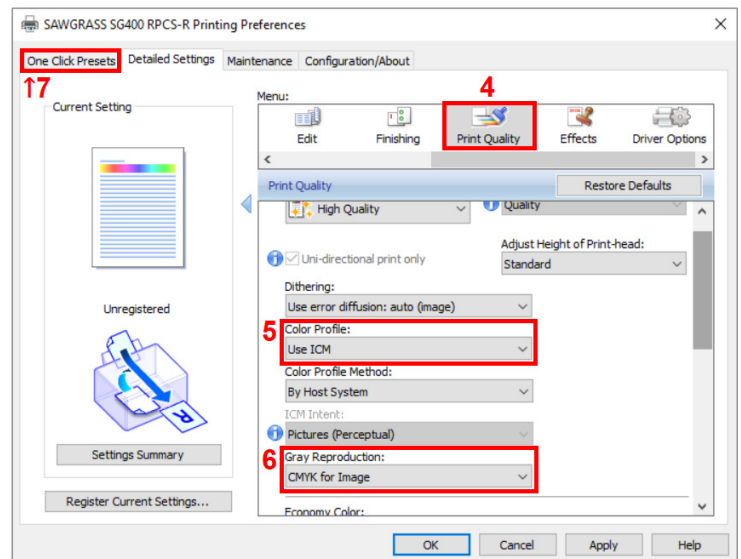 SAWGRASS SG400 RPCS-R Printing Preferences
One Click Presets Detailed Settings Maintenance Configuration/About
↑7
Current Setting
Unregistered
Settings Summary
Register Current Settings...
Menu:
4
Edit Finishing Print Quality Effects Driver Options
Print Quality
Restore Defaults
High Quality
Quality
Uni-directional print only
Adjust Height of Print-head:
Standard
Dithering:
Use error diffusion: auto (image)
5
Color Profile:
Use ICM
Color Profile Method:
By Host System
ICM Intent:
Pictures (Perceptual)
6
Gray Reproduction:
CMYK for Image
Economy Color:
OK Cancel Apply Help